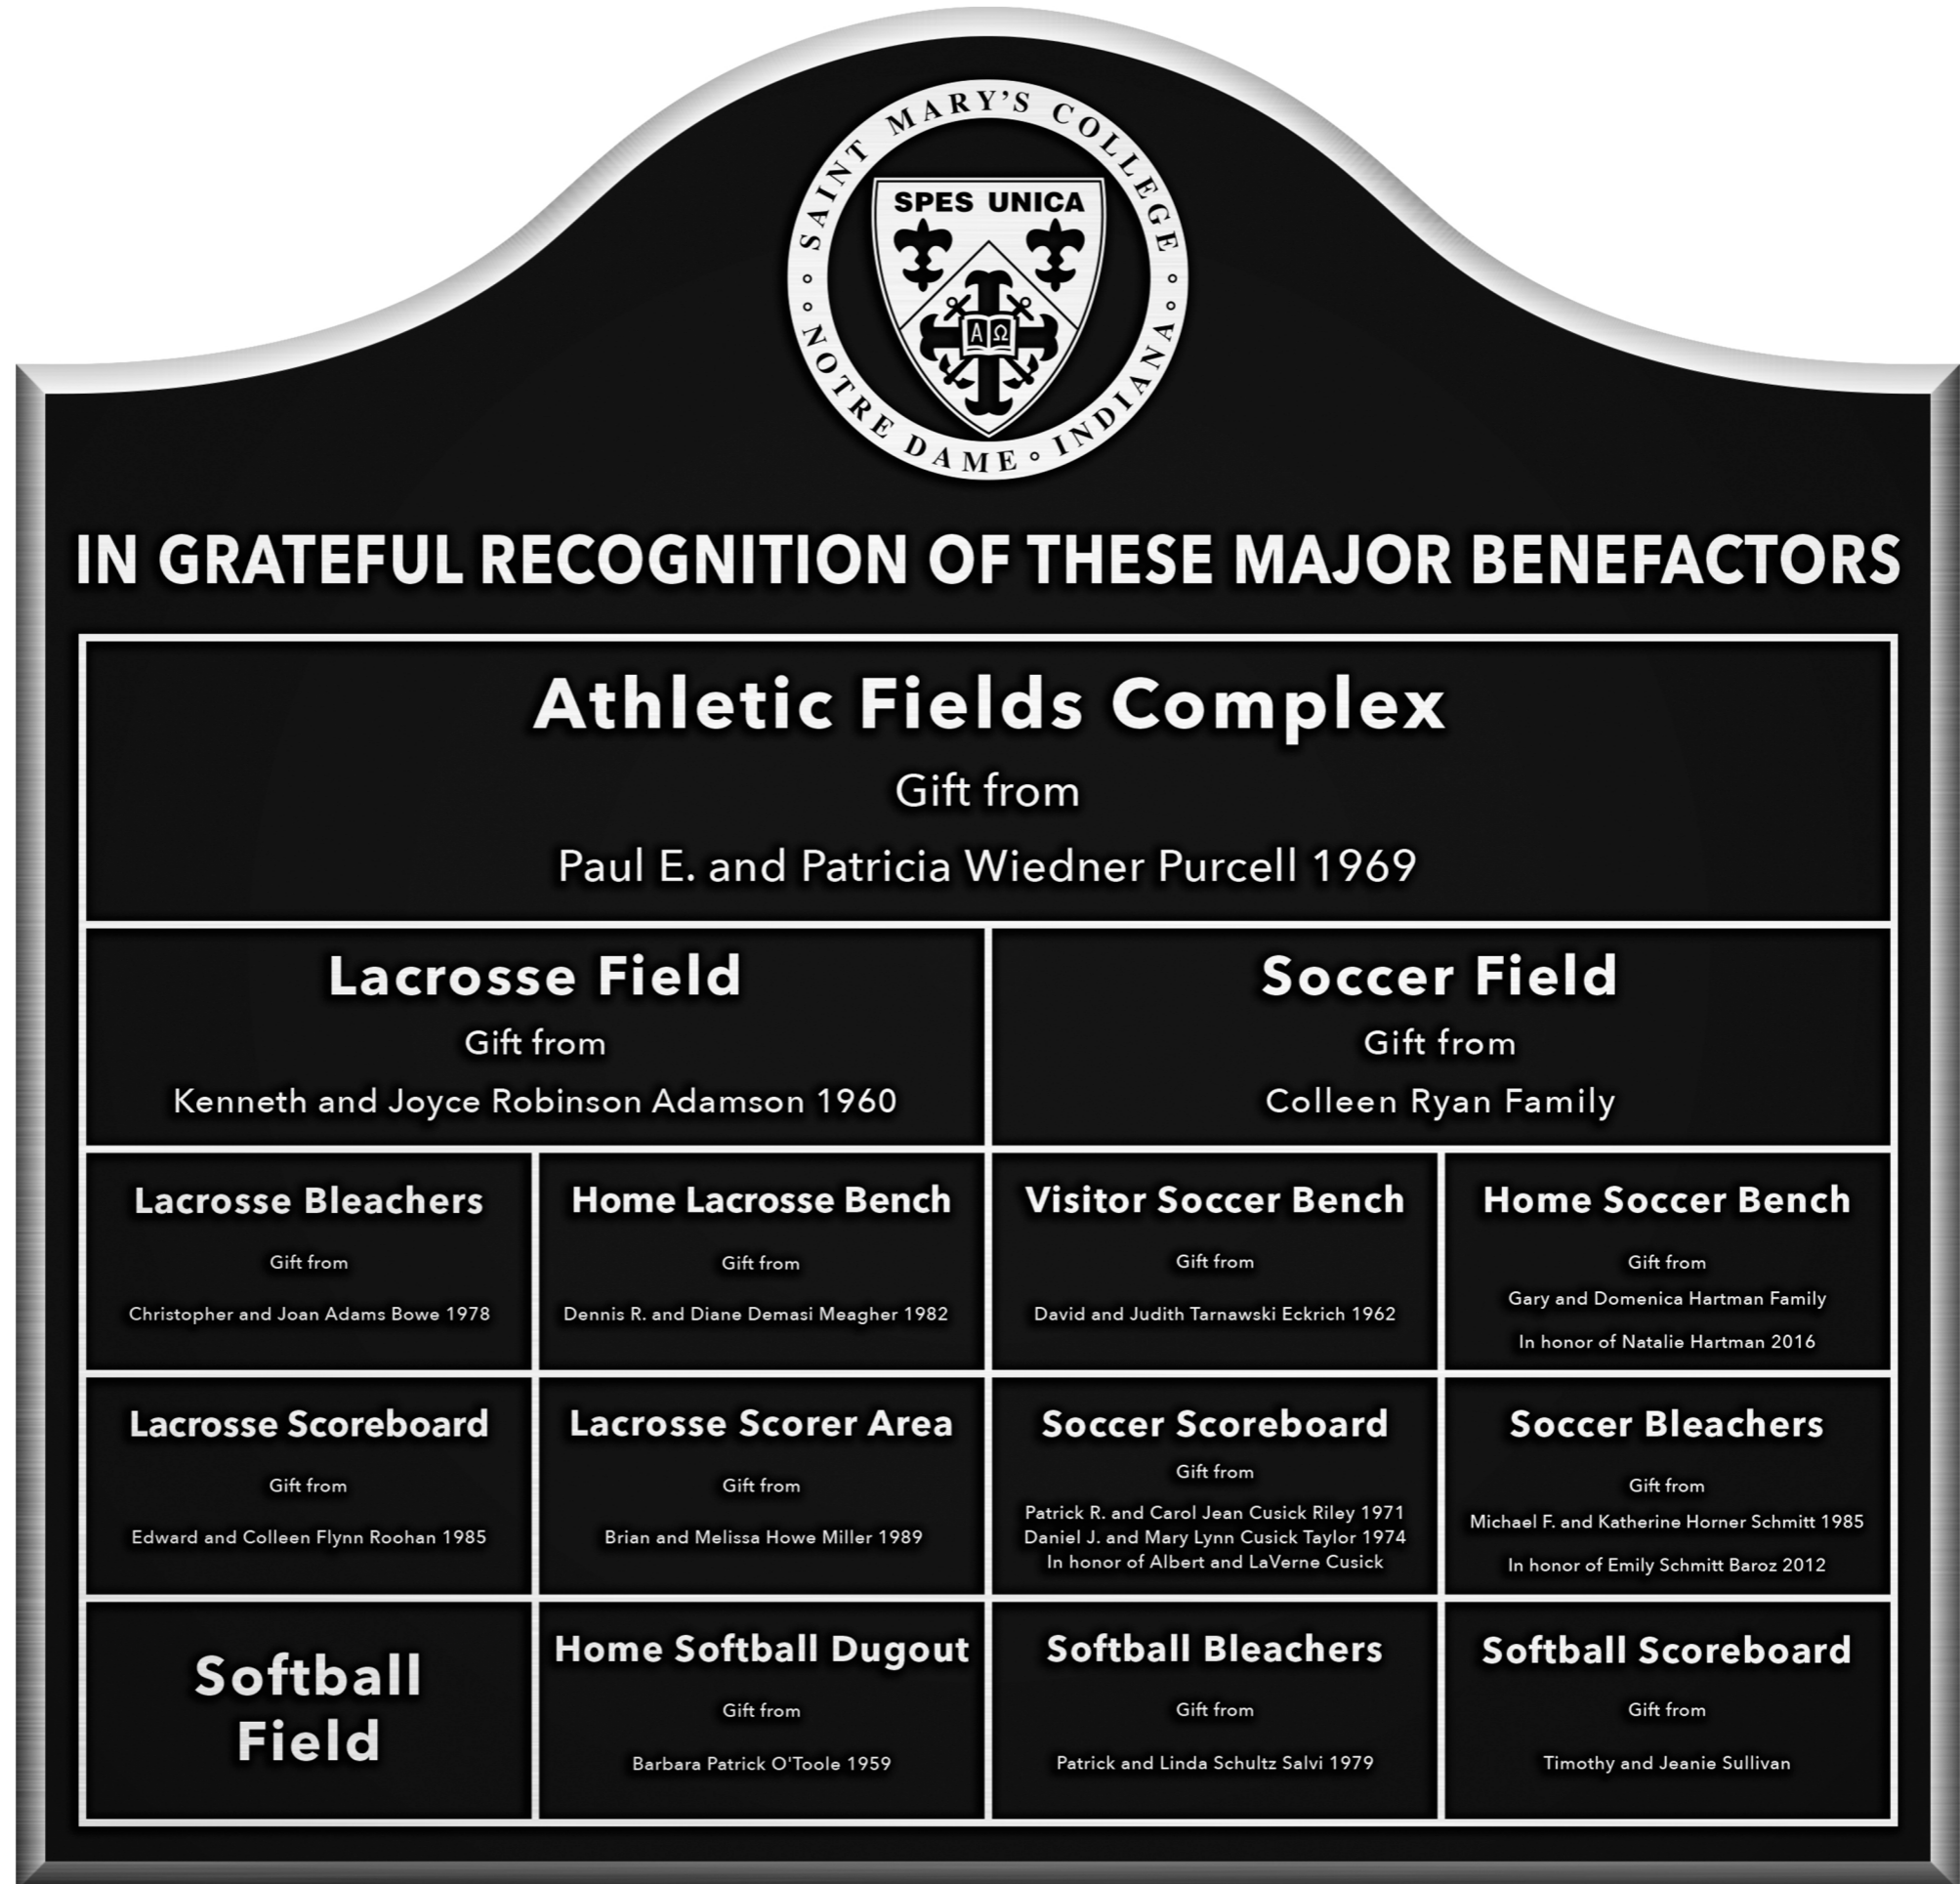 SAINT MARY'S COLLEGE
NOTRE DAME ∘ INDIANA
SPES UNICA
A Ω
IN GRATEFUL RECOGNITION OF THESE MAJOR BENEFACTORS
Athletic Fields Complex
Gift from
Paul E. and Patricia Wiedner Purcell 1969
Lacrosse Field
Gift from
Kenneth and Joyce Robinson Adamson 1960
Soccer Field
Gift from
Colleen Ryan Family
Lacrosse Bleachers
Gift from
Christopher and Joan Adams Bowe 1978
Home Lacrosse Bench
Gift from
Dennis R. and Diane Demasi Meagher 1982
Visitor Soccer Bench
Gift from
David and Judith Tarnawski Eckrich 1962
Home Soccer Bench
Gift from
Gary and Domenica Hartman Family
In honor of Natalie Hartman 2016
Lacrosse Scoreboard
Gift from
Edward and Colleen Flynn Roohan 1985
Lacrosse Scorer Area
Gift from
Brian and Melissa Howe Miller 1989
Soccer Scoreboard
Gift from
Patrick R. and Carol Jean Cusick Riley 1971
Daniel J. and Mary Lynn Cusick Taylor 1974
In honor of Albert and LaVerne Cusick
Soccer Bleachers
Gift from
Michael F. and Katherine Horner Schmitt 1985
In honor of Emily Schmitt Baroz 2012
Softball
Field
Home Softball Dugout
Gift from
Barbara Patrick O'Toole 1959
Softball Bleachers
Gift from
Patrick and Linda Schultz Salvi 1979
Softball Scoreboard
Gift from
Timothy and Jeanie Sullivan